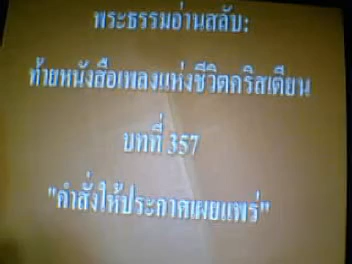 พระธรรมอ่านสลับ:
ท้ายหนังสือเพลงแห่งชีวิตคริสเตียน
บทที่ 357
"คำสั่งให้ประกาศเผยแพร่"